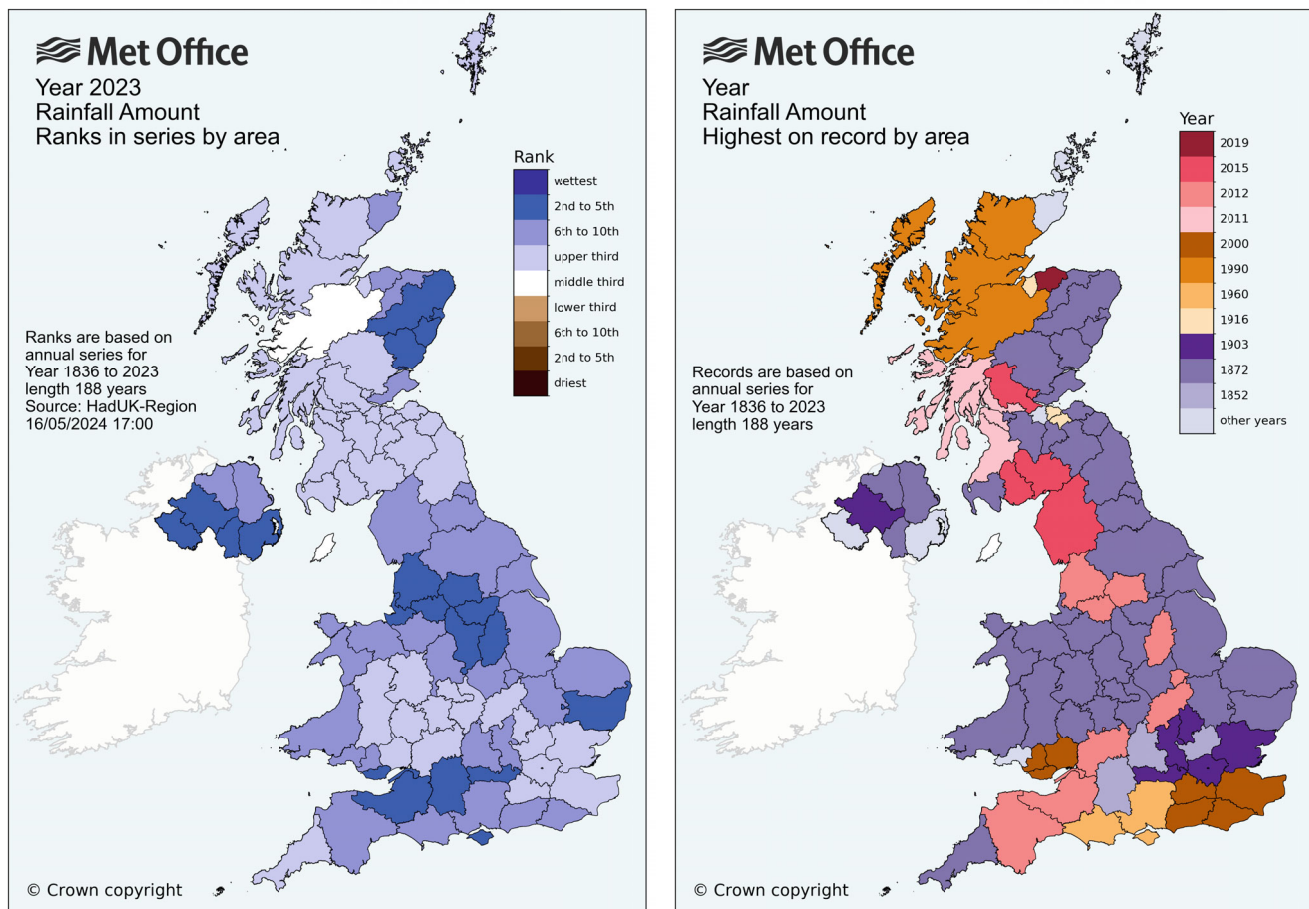 Met Office
Year 2023
Rainfall Amount
Ranks in series by area
Rank
wettest
2nd to 5th
6th to 10th
upper third
middle third
lower third
6th to 10th
2nd to 5th
driest
Ranks are based on
annual series for
Year 1836 to 2023
length 188 years
Source: HadUK-Region
16/05/2024 17:00
© Crown copyright
Met Office
Year
Rainfall Amount
Highest on record by area
Year
2019
2015
2012
2011
2000
1990
1960
1916
1903
1872
1852
other years
Records are based on
annual series for
Year 1836 to 2023
length 188 years
© Crown copyright